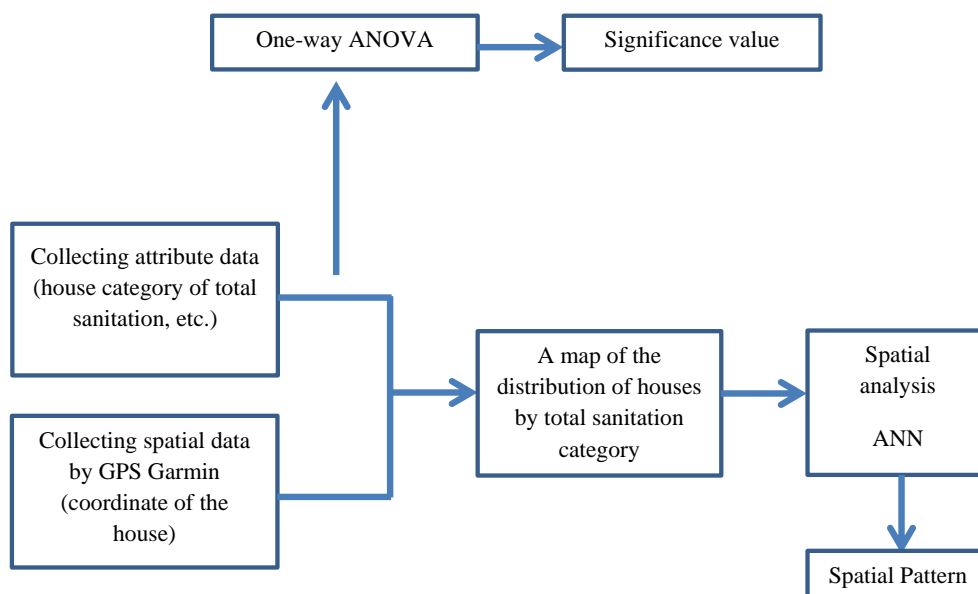 One-way ANOVA
Significance value
Collecting attribute data
(house category of total
sanitation, etc.)
Collecting spatial data
by GPS Garmin
(coordinate of the
house)
A map of the
distribution of houses
by total sanitation
category
Spatial
analysis
ANN
Spatial Pattern